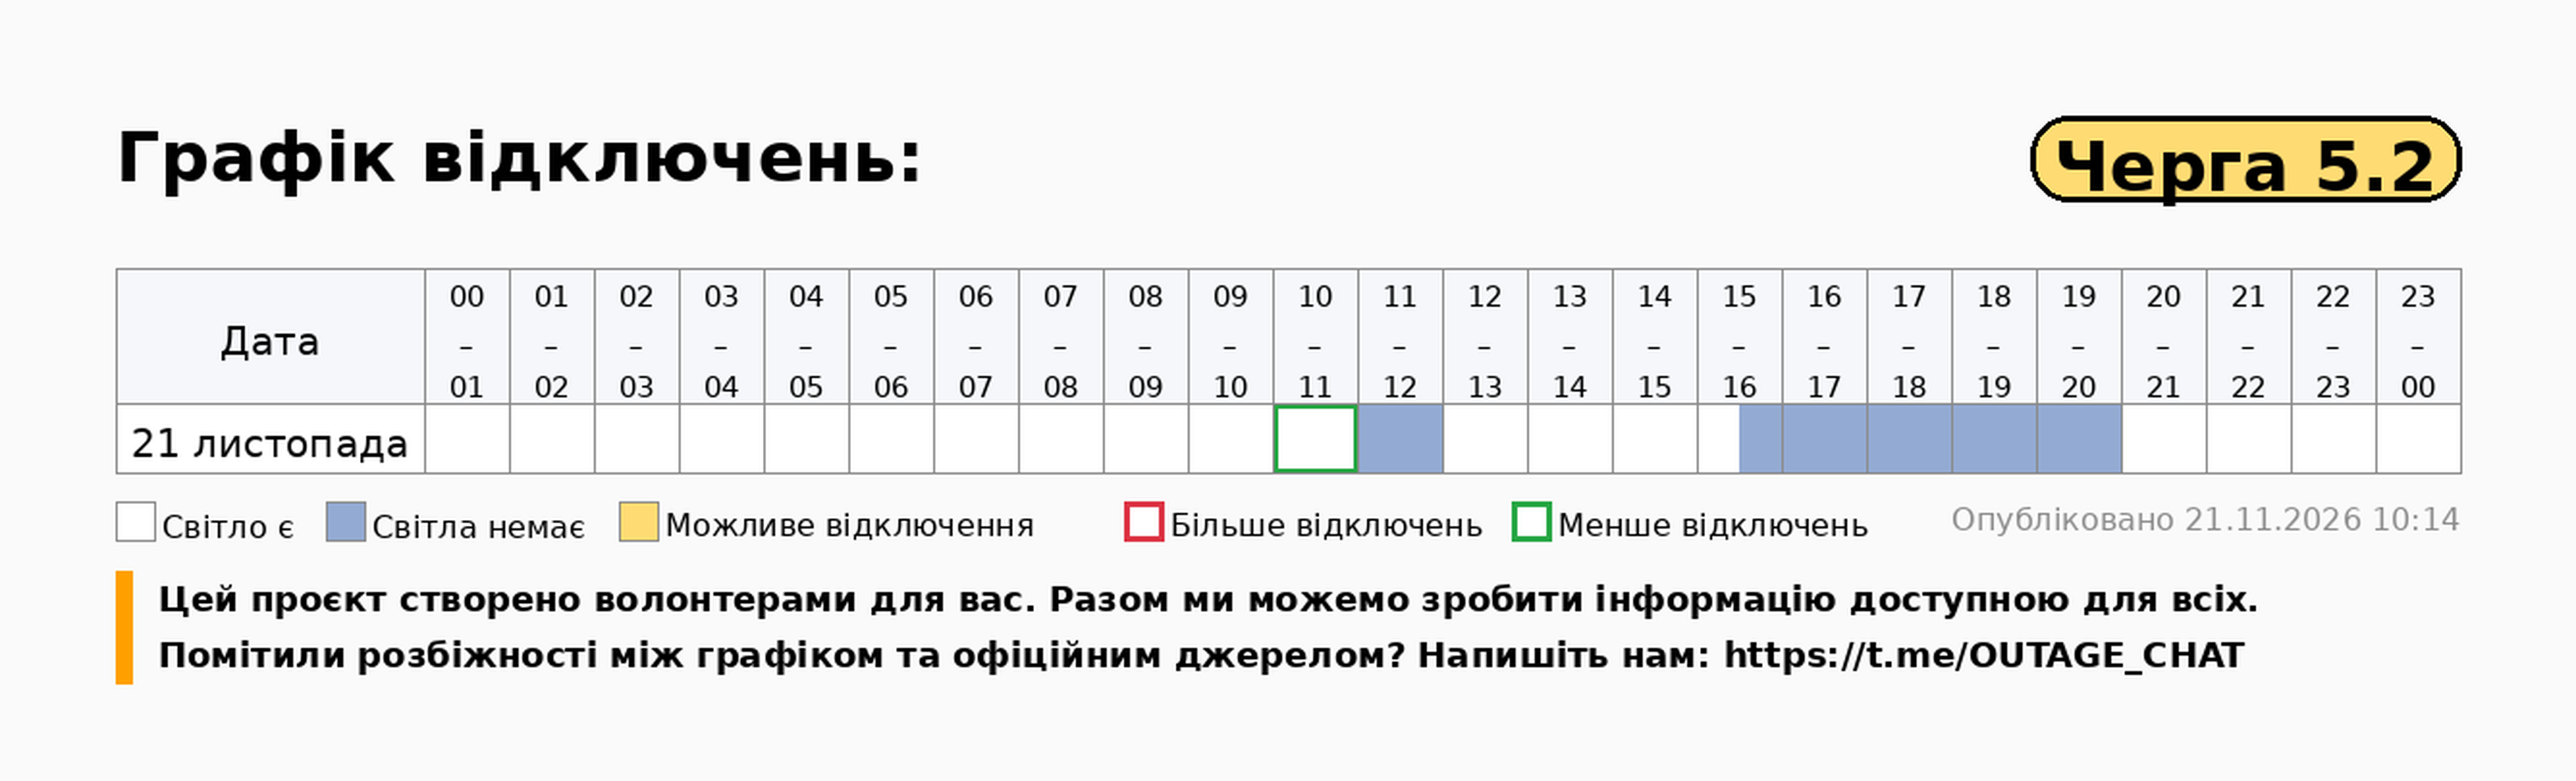 Графік відключень:
Черга 5.2
Дата 00 – 01 01 – 02 02 – 03 03 – 04 04 – 05 05 – 06 06 – 07 07 – 08 08 – 09 09 – 10 10 – 11 11 – 12 12 – 13 13 – 14 14 – 15 15 – 16 16 – 17 17 – 18 18 – 19 19 – 20 20 – 21 21 – 22 22 – 23 23 – 00
21 листопада
Світло є Світла немає Можливе відключення Більше відключень Менше відключень Опубліковано 21.11.2026 10:14
Цей проєкт створено волонтерами для вас. Разом ми можемо зробити інформацію доступною для всіх.
Помітили розбіжності між графіком та офіційним джерелом? Напишіть нам: https://t.me/OUTAGE_CHAT